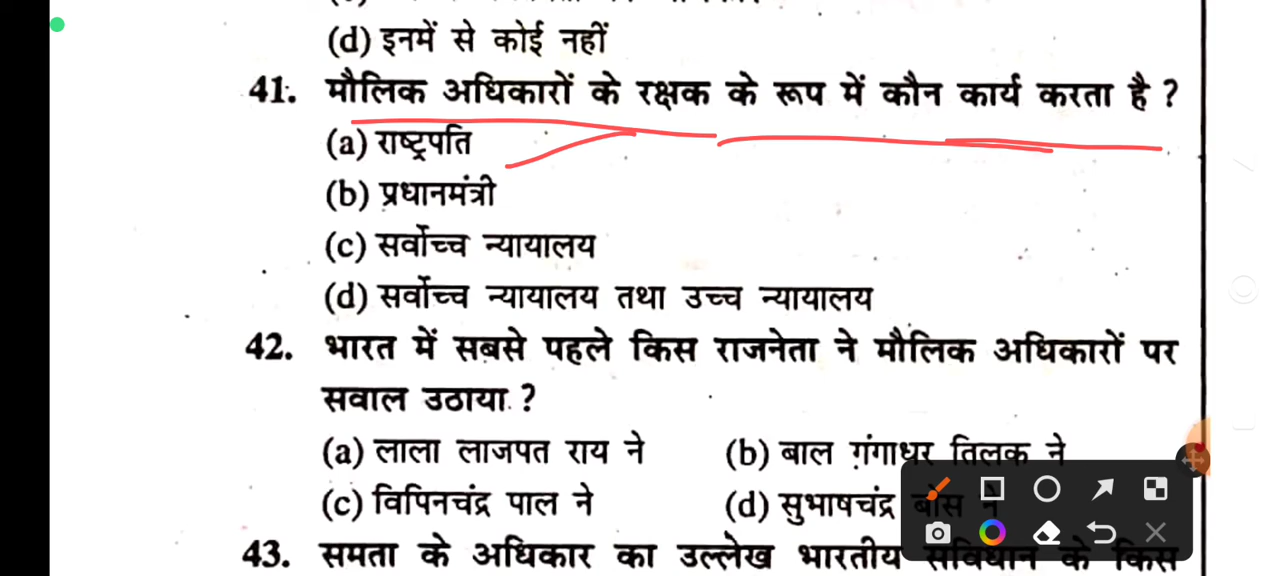 (d) इनमें से कोई नहीं
41. मौलिक अधिकारों के रक्षक के रूप में कौन कार्य करता है ?
(a) राष्ट्रपति
(b) प्रधानमंत्री
(c) सर्वोच्च न्यायालय
(d) सर्वोच्च न्यायालय तथा उच्च न्यायालय
42. भारत में सबसे पहले किस राजनेता ने मौलिक अधिकारों पर
सवाल उठाया ?
(a) लाला लाजपत राय ने (b) बाल गंगाधर तिलक ने
(c) विपिनचंद्र पाल ने (d) सुभाषचंद्र बोस ने
43. समता के अधिकार का उल्लेख भारतीय संविधान के किस